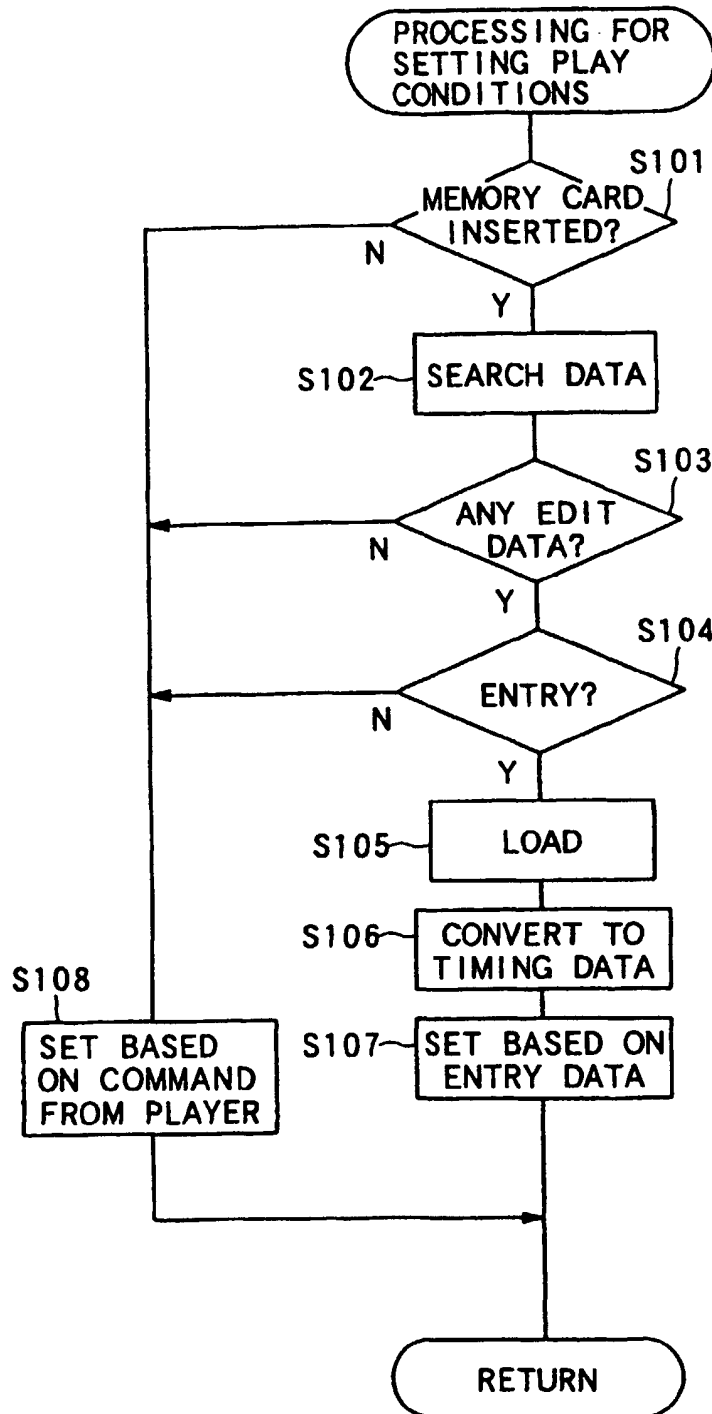 PROCESSING FOR
SETTING PLAY
CONDITIONS
S101
MEMORY CARD
INSERTED?
N
Y
S102
SEARCH DATA
S103
ANY EDIT
DATA?
N
Y
S104
ENTRY?
N
Y
S105
LOAD
S106
CONVERT TO
TIMING DATA
S108
SET BASED
ON COMMAND
FROM PLAYER
S107
SET BASED ON
ENTRY DATA
RETURN